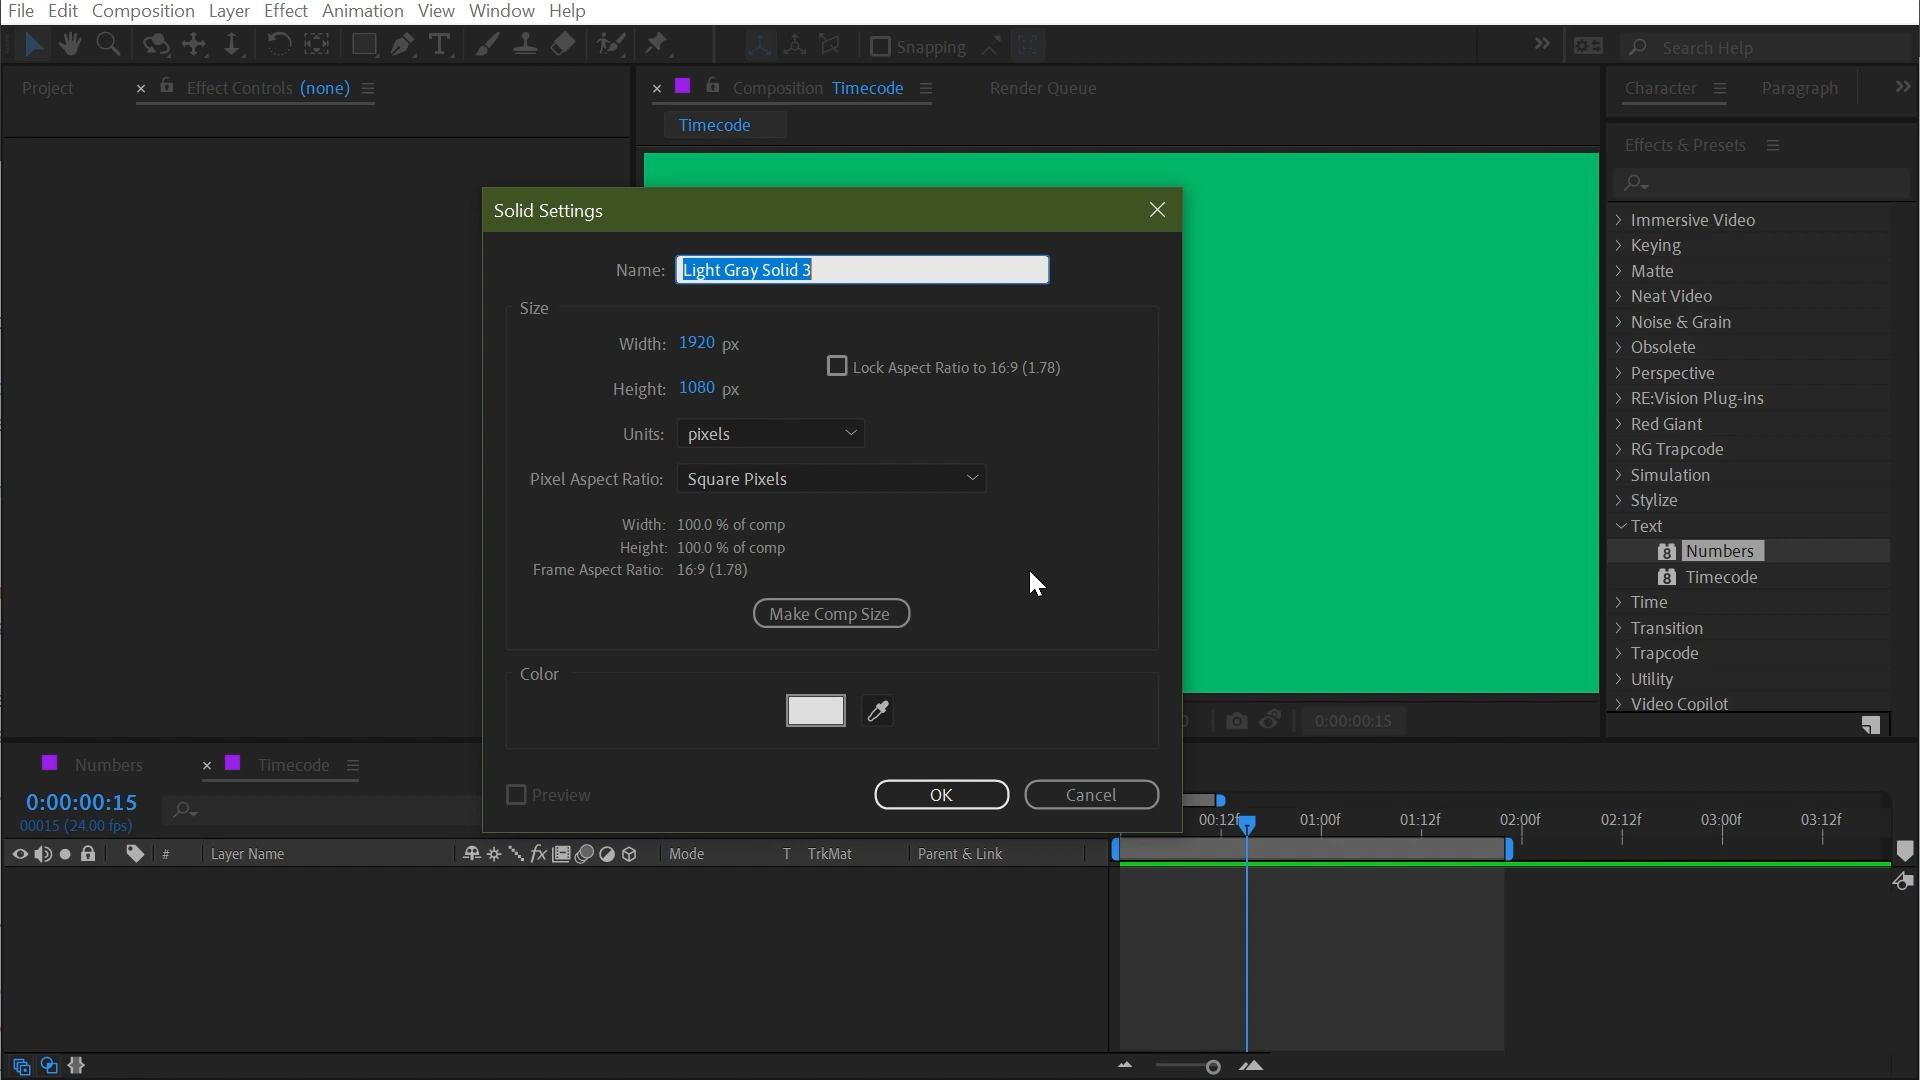 File Edit Composition Layer Effect Animation View Window Help
Snapping
Search Help
Project
Effect Controls (none)
Composition Timecode
Render Queue
Character
Paragraph
Timecode
Effects & Presets
Solid Settings
Name: Light Gray Solid 3
Size
Width: 1920 px
Lock Aspect Ratio to 16:9 (1.78)
Height: 1080 px
Units: pixels
Pixel Aspect Ratio: Square Pixels
Width: 100.0 % of comp
Height: 100.0 % of comp
Frame Aspect Ratio: 16:9 (1.78)
Make Comp Size
Color
Preview
OK
Cancel
Immersive Video
Keying
Matte
Neat Video
Noise & Grain
Obsolete
Perspective
RE:Vision Plug-ins
Red Giant
RG Trapcode
Simulation
Stylize
Text
8 Numbers
8 Timecode
Time
Transition
Trapcode
Utility
Video Copilot
0:00:00:15
Numbers
Timecode
0:00:00:15
00015 (24.00 fps)
00:12f 01:00f 01:12f 02:00f 02:12f 03:00f 03:12f
# Layer Name fx Mode T TrkMat Parent & Link